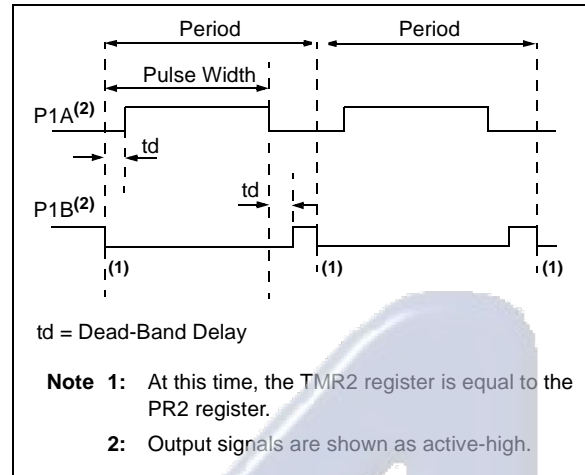 Period Period
Pulse Width
P1A(2)
td
td
P1B(2)
(1) (1) (1)
td = Dead-Band Delay
Note 1: At this time, the TMR2 register is equal to the
PR2 register.
2: Output signals are shown as active-high.